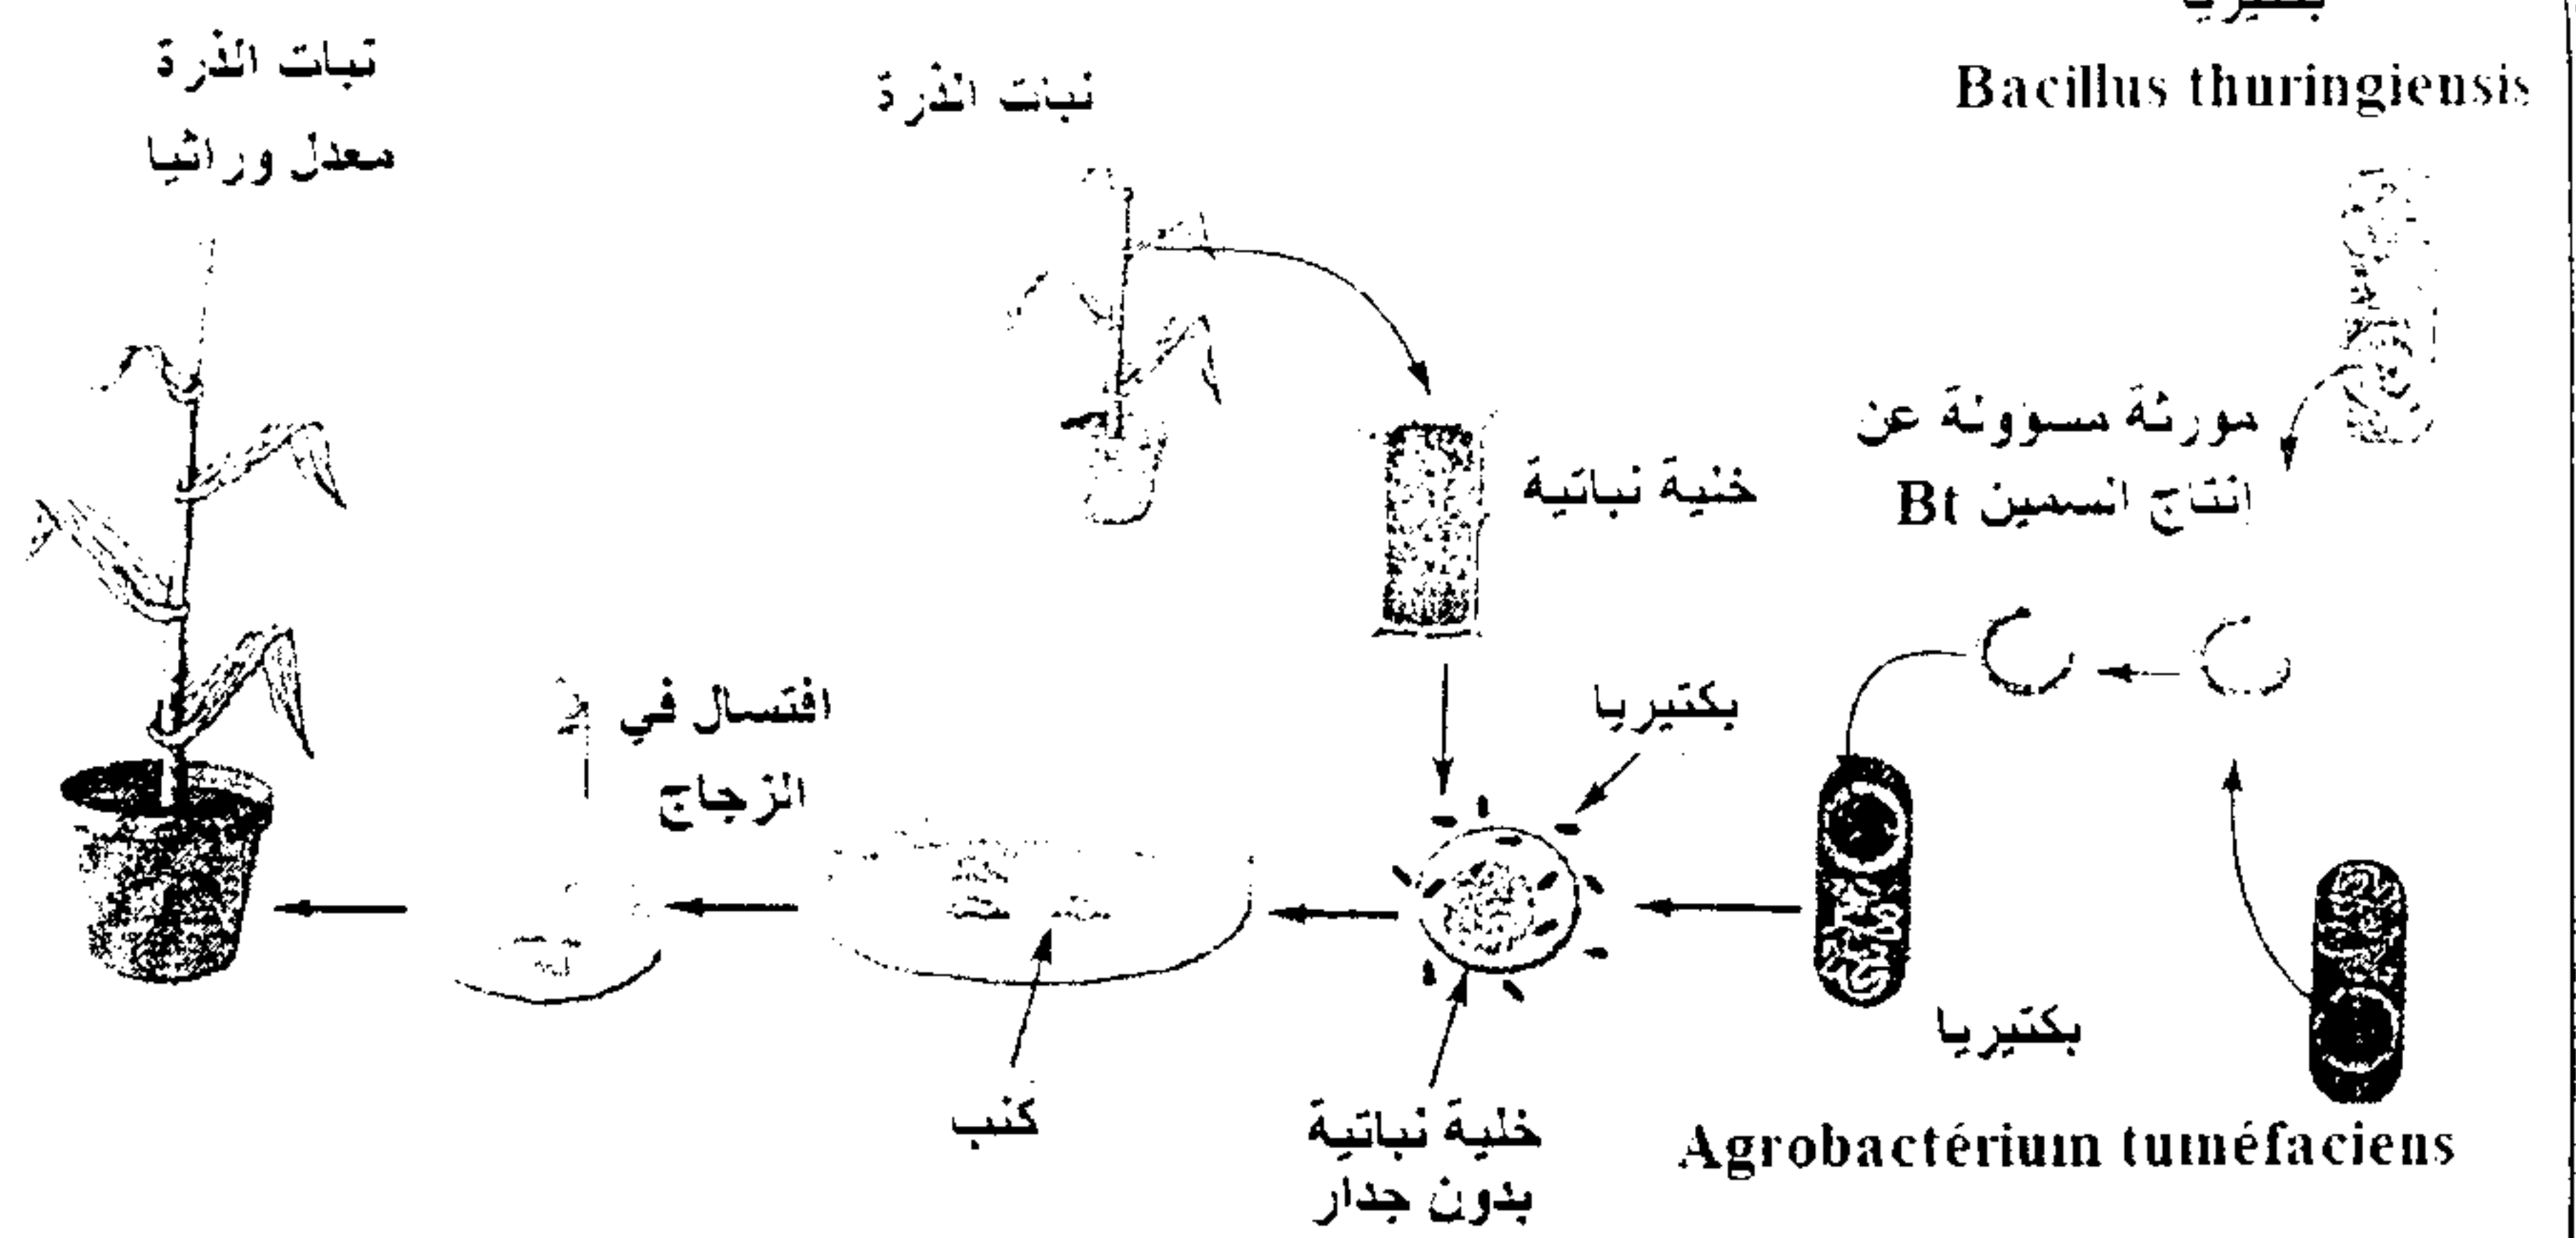 بكتيريا
Bacillus thuringiensis
نبات الذرة
نبات الذرة
معدل وراثيا
مورثة مسؤولة عن
انتاج السمين Bt
خلية نباتية
بكتيريا
افتسال في
الزجاج
بكتيريا
Agrobactérium tuméfaciens
خلية نباتية
بدون جدار
كنب